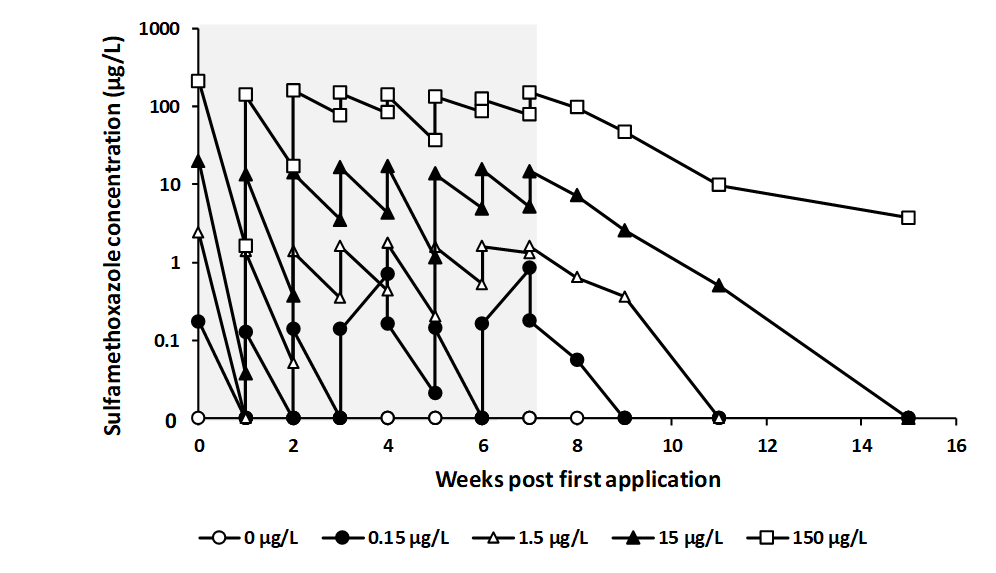 Sulfamethoxazole concentration (µg/L)
1000
100
10
1
0.1
0
0 2 4 6 8 10 12 14 16
Weeks post first application
0 µg/L 0.15 µg/L 1.5 µg/L 15 µg/L 150 µg/L